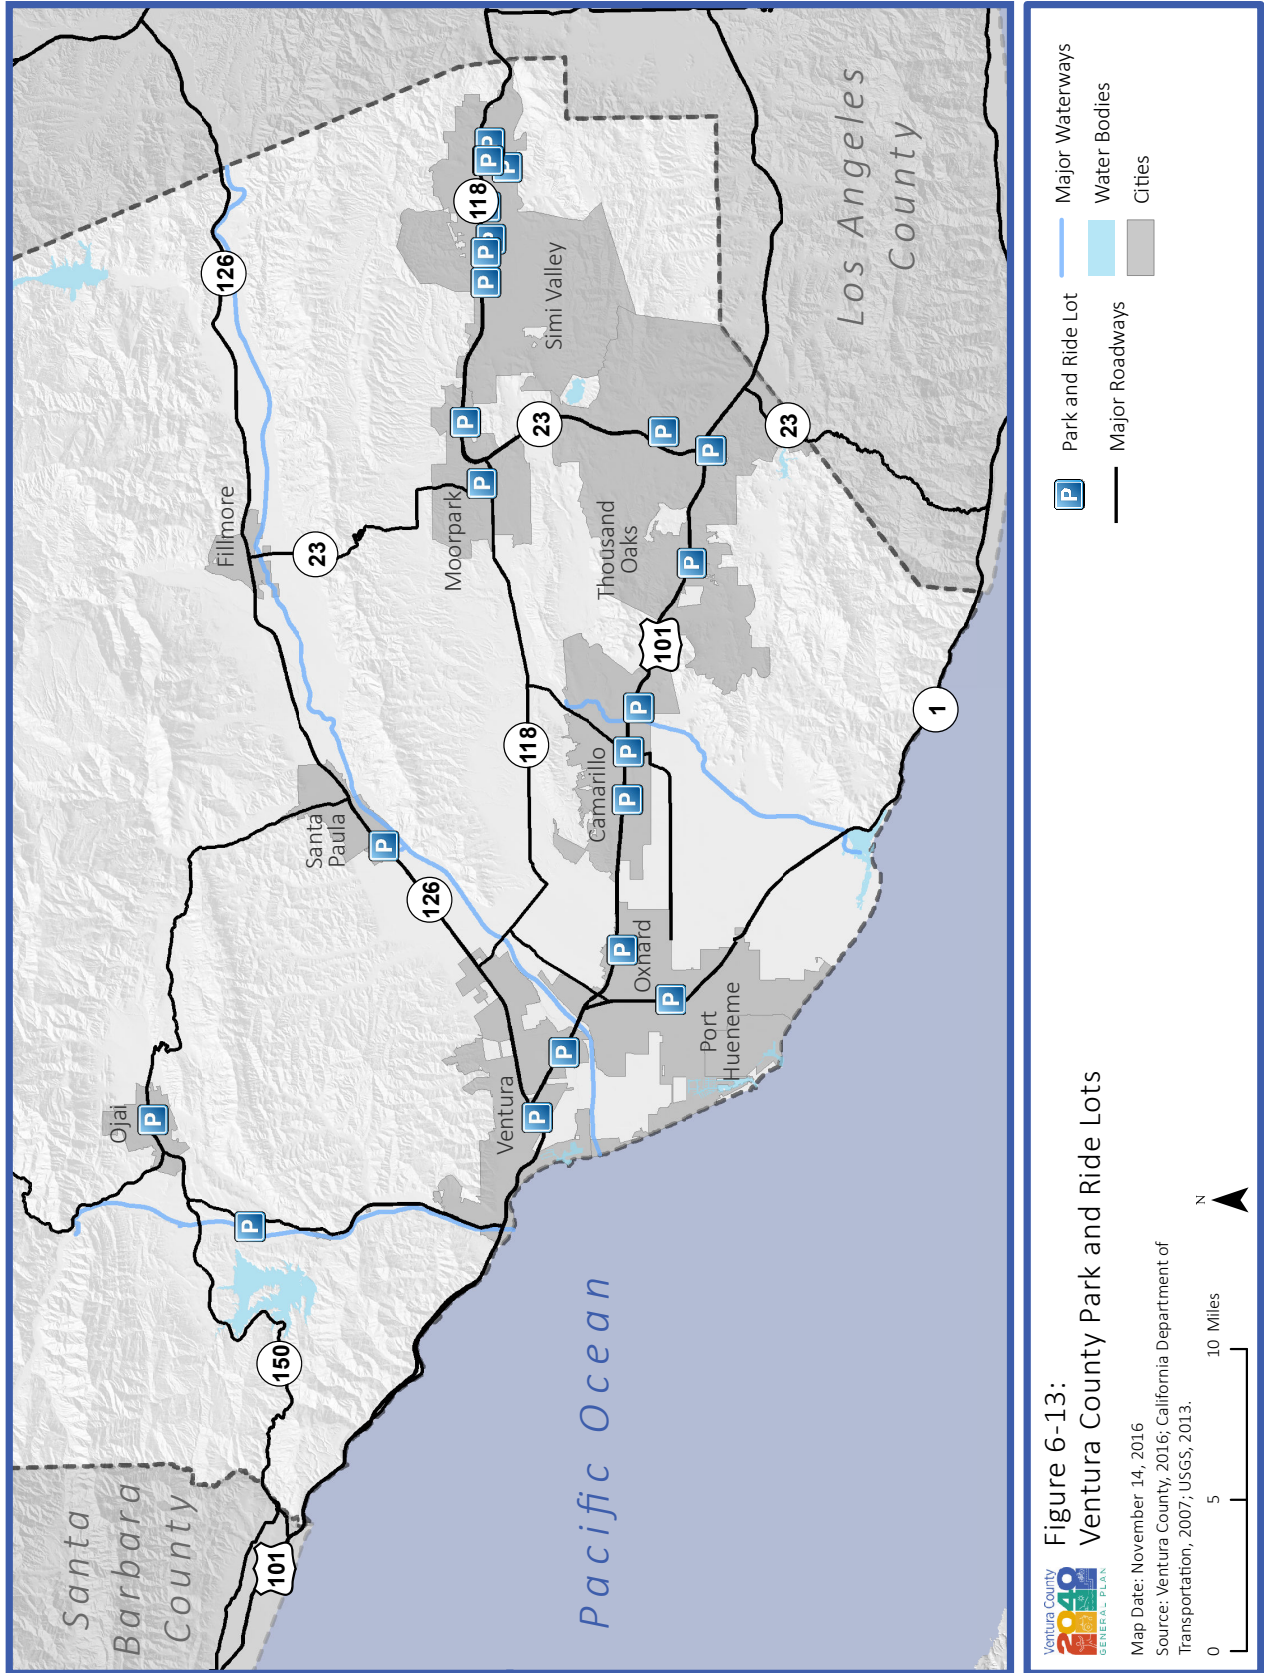 Santa
Barbara
County
101
150
Ojai
P
P
Pacific Ocean
Ventura
P
P
126
Santa
Paula
P
Port
Hueneme
P
Oxnard
P
Camarillo
P
P
P
118
101
1
Fillmore
23
126
Moorpark
P
P
23
Thousand
Oaks
P
P
P
23
Simi Valley
118
P
P
P
P
P
P
Los Angeles
County
Ventura County
2040
GENERAL PLAN
Figure 6-13:
Ventura County Park and Ride Lots
Map Date: November 14, 2016
Source: Ventura County, 2016; California Department of
Transportation, 2007; USGS, 2013.
0 5 10 Miles
N
P Park and Ride Lot
Major Roadways
Major Waterways
Water Bodies
Cities